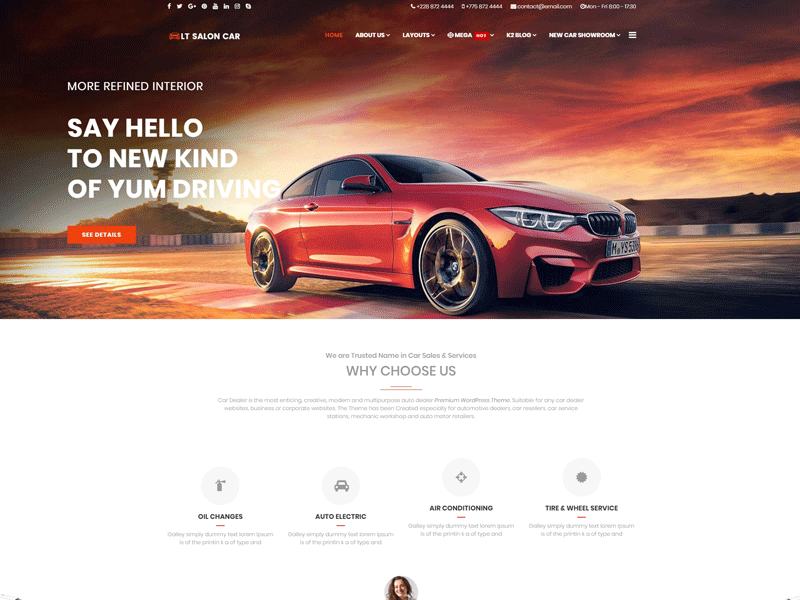 +228 872 4444 +775 872 4444 contact@email.com Mon - Fri 8:00 - 17:30
LT SALON CAR HOME ABOUT US LAYOUTS MEGA HOT K2 BLOG NEW CAR SHOWROOM
MORE REFINED INTERIOR
SAY HELLO
TO NEW KIND
OF YUM DRIVING
SEE DETAILS
We are Trusted Name in Car Sales & Services
WHY CHOOSE US
Car Dealer is the most enticing, creative, modern and multipurpose auto dealer Premium WordPress Theme. Suitable for any car dealer
websites, business or corporate websites. The Theme has been Created especially for automotive dealers, car resellers, car service
stations, mechanic workshop and auto motor retailers.
OIL CHANGES
Galley simply dummy text lorem Ipsum
is of the printin k a of type and
AUTO ELECTRIC
Galley simply dummy text lorem Ipsum
is of the printin k a of type and
AIR CONDITIONING
Galley simply dummy text lorem Ipsum
is of the printin k a of type and
TIRE & WHEEL SERVICE
Galley simply dummy text lorem Ipsum
is of the printin k a of type and